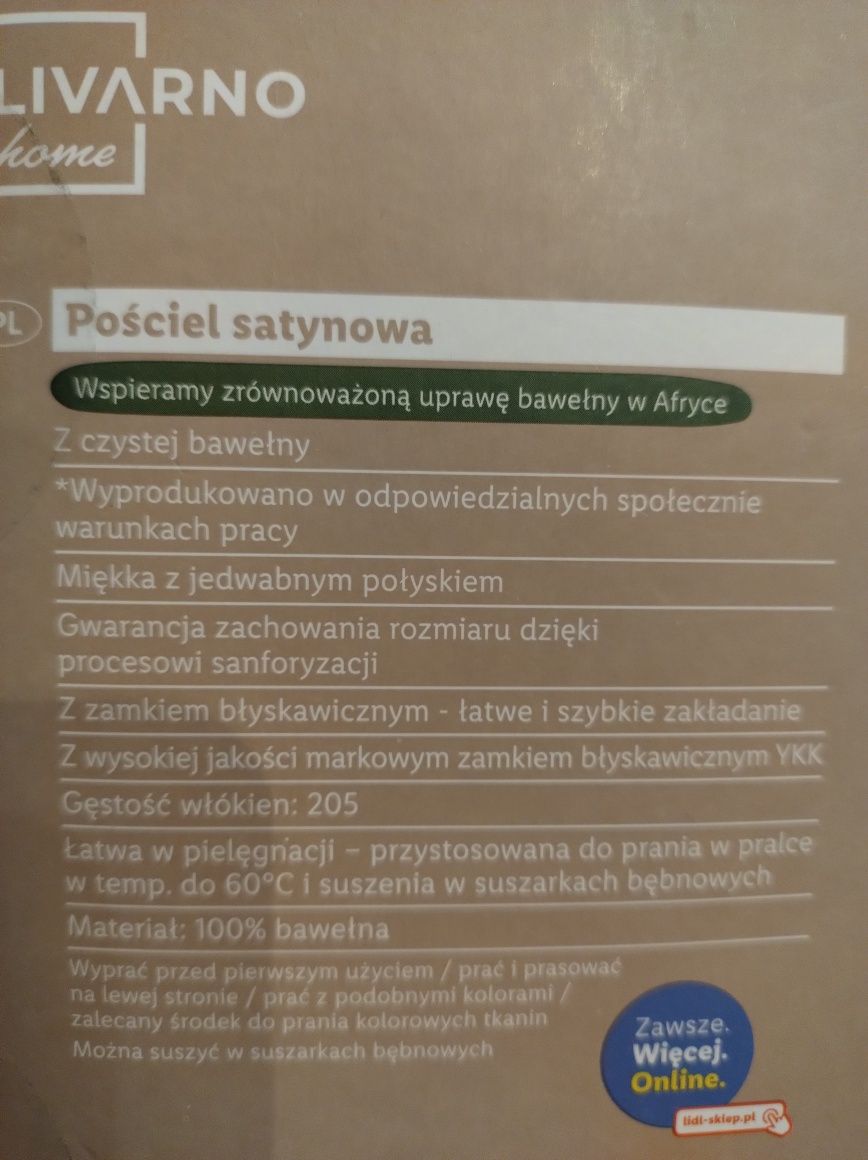 LIVARNO
home
PL
Pościel satynowa
Wspieramy zrównoważoną uprawę bawełny w Afryce
Z czystej bawełny
*Wyprodukowano w odpowiedzialnych społecznie
warunkach pracy
Miękka z jedwabnym połyskiem
Gwarancja zachowania rozmiaru dzięki
procesowi sanforyzacji
Z zamkiem błyskawicznym - łatwe i szybkie zakładanie
Z wysokiej jakości markowym zamkiem błyskawicznym YKK
Gęstość włókien: 205
Łatwa w pielęgnacji – przystosowana do prania w pralce
w temp. do 60°C i suszenia w suszarkach bębnowych
Materiał: 100% bawełna
Wyprać przed pierwszym użyciem / prać i prasować
na lewej stronie / prać z podobnymi kolorami /
zalecany środek do prania kolorowych tkanin
Można suszyć w suszarkach bębnowych
Zawsze.
Więcej.
Online.
lidl-sklep.pl